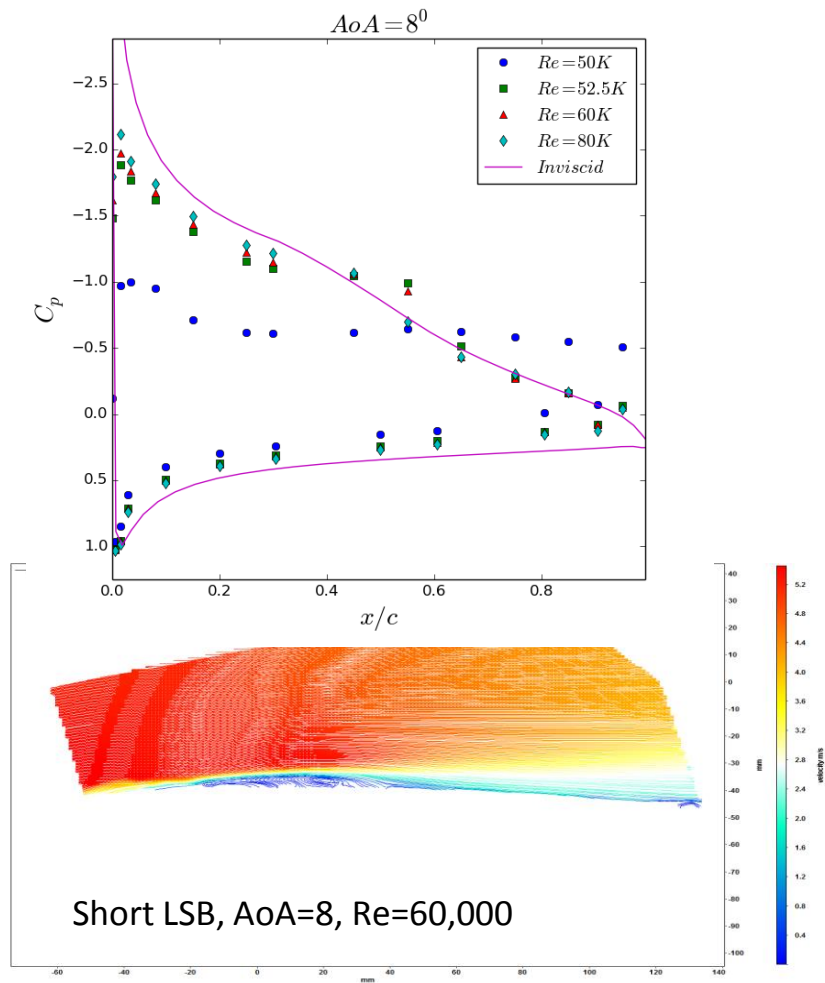 AoA=8⁰
−2.5
−2.0
−1.5
−1.0
−0.5
0.0
0.5
1.0
C_p
Re=50K
Re=52.5K
Re=60K
Re=80K
Inviscid
0.0 0.2 0.4 0.6 0.8
x/c
40
30
20
10
0
-10
-20
-30
-40
-50
-60
-70
-80
-90
-100
mm
5.2
4.8
4.4
4.0
3.6
3.2
2.8
2.4
2.0
1.6
1.2
0.8
0.4
velocity m/s
Short LSB, AoA=8, Re=60,000
-60 -40 -20 0 20 40 60 80 100 120 140
mm